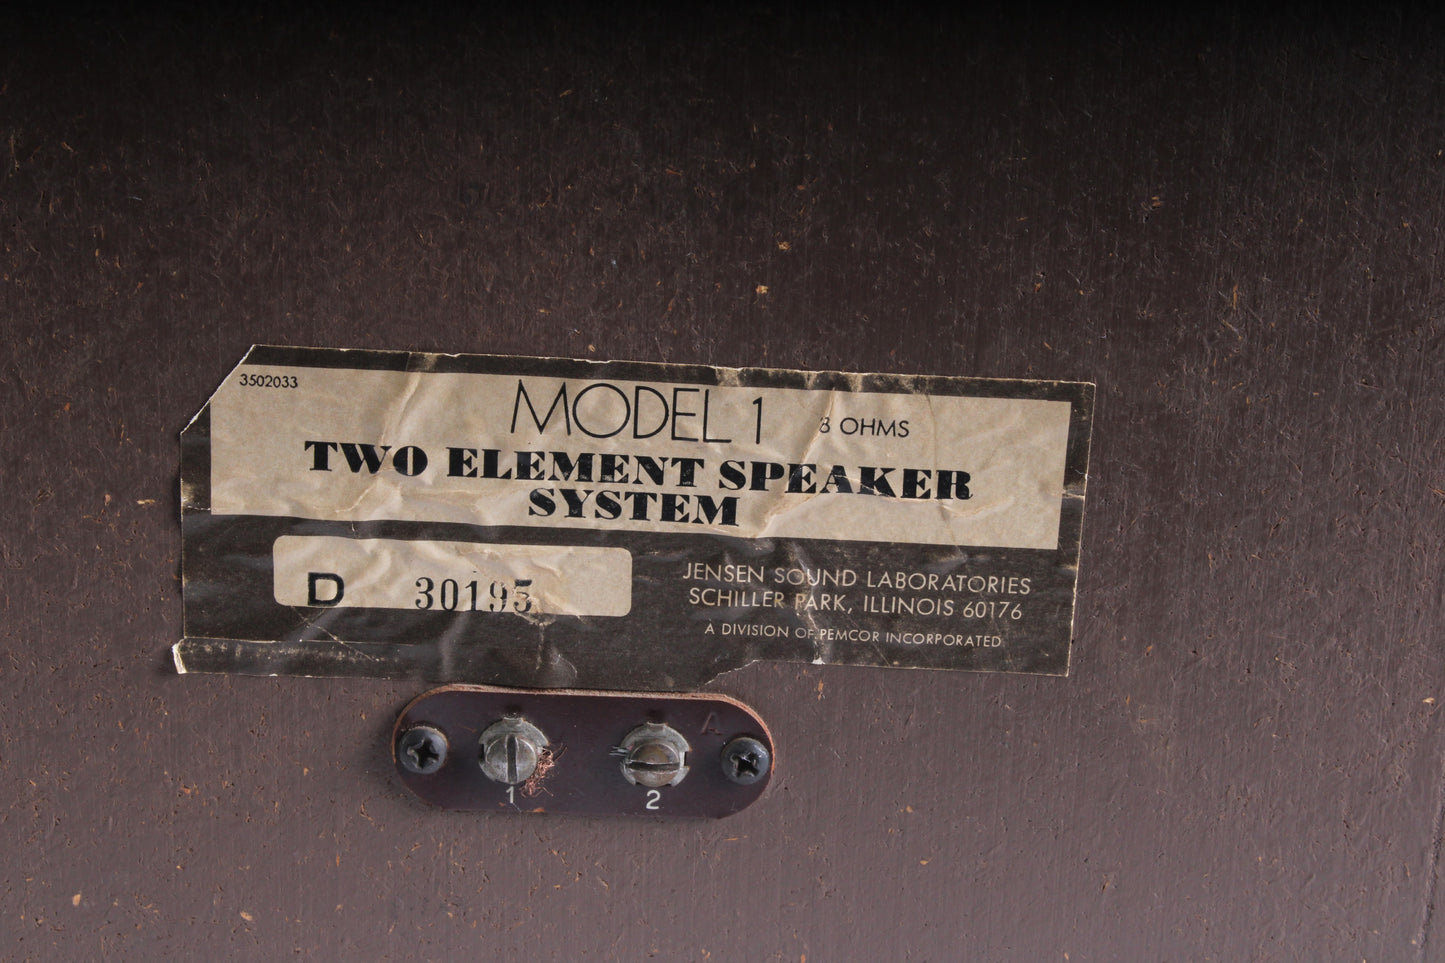 3502033
MODEL 1 8 OHMS
TWO ELEMENT SPEAKER
SYSTEM
D 30195
JENSEN SOUND LABORATORIES
SCHILLER PARK, ILLINOIS 60176
A DIVISION OF PEMCOR INCORPORATED
A
1 2